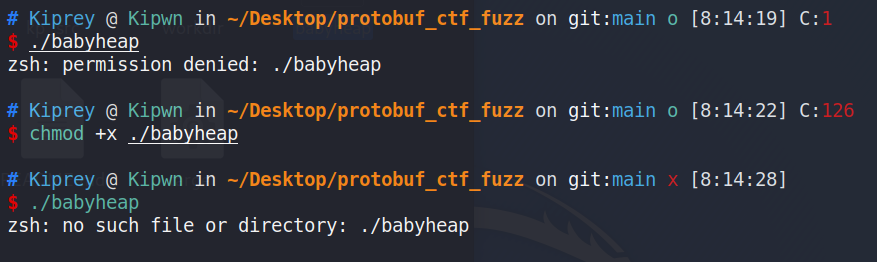 # Kiprey @ Kipwn in ~/Desktop/protobuf_ctf_fuzz on git:main o [8:14:19] C:1
$ ./babyheap
zsh: permission denied: ./babyheap
# Kiprey @ Kipwn in ~/Desktop/protobuf_ctf_fuzz on git:main o [8:14:22] C:126
$ chmod +x ./babyheap
# Kiprey @ Kipwn in ~/Desktop/protobuf_ctf_fuzz on git:main x [8:14:28]
$ ./babyheap
zsh: no such file or directory: ./babyheap